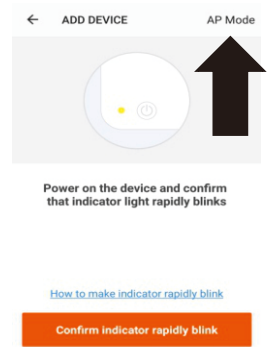 ← ADD DEVICE AP Mode
Power on the device and confirm
that indicator light rapidly blinks
How to make indicator rapidly blink
Confirm indicator rapidly blink